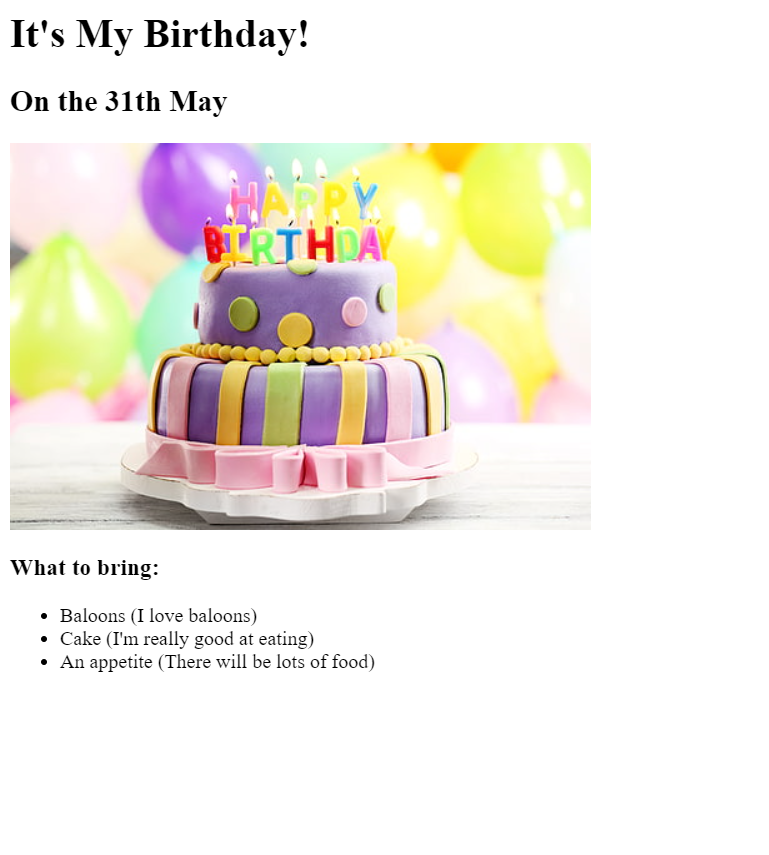 It's My Birthday!
On the 31th May
HAPPY
BIRTHDAY
What to bring:
Baloons (I love baloons)
Cake (I'm really good at eating)
An appetite (There will be lots of food)